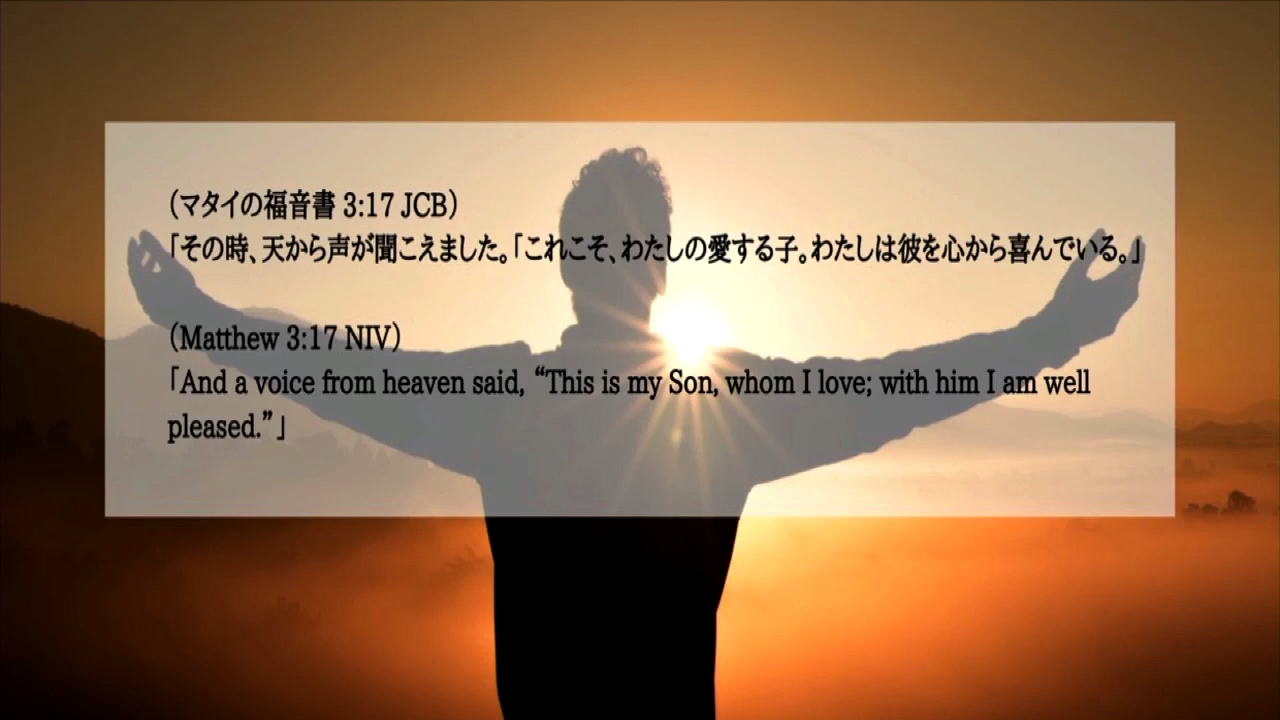 （マタイの福音書 3:17 JCB）
「その時、天から声が聞こえました。「これこそ、わたしの愛する子。わたしは彼を心から喜んでいる。」
（Matthew 3:17 NIV）
「And a voice from heaven said, “This is my Son, whom I love; with him I am well
pleased.”」